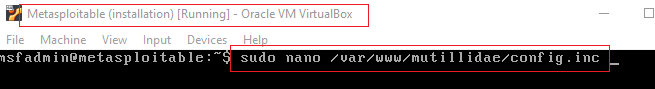 Metasploitable (installation) [Running] - Oracle VM VirtualBox
File Machine View Input Devices Help
msfadmin@metasploitable:~$ sudo nano /var/www/mutillidae/config.inc _